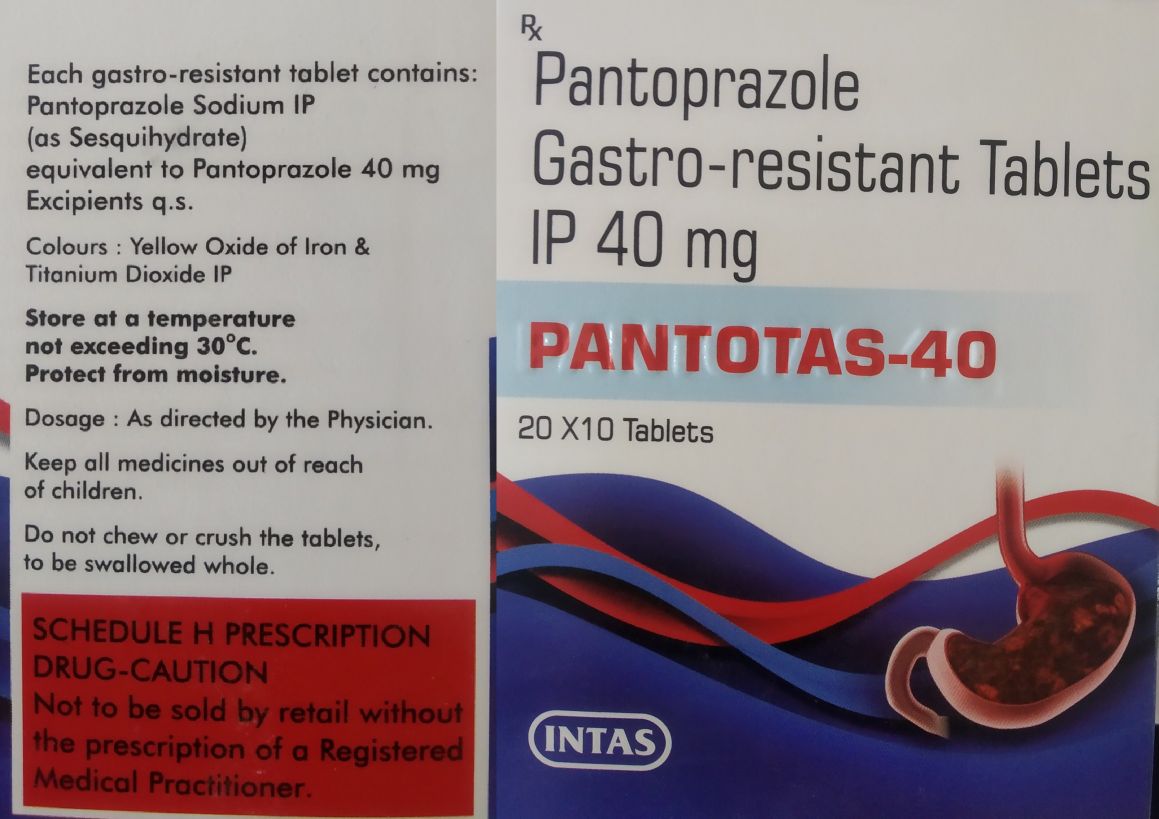 Each gastro-resistant tablet contains:
Pantoprazole Sodium IP
(as Sesquihydrate)
equivalent to Pantoprazole 40 mg
Excipients q.s.
Colours : Yellow Oxide of Iron &
Titanium Dioxide IP
Store at a temperature
not exceeding 30°C.
Protect from moisture.
Dosage : As directed by the Physician.
Keep all medicines out of reach
of children.
Do not chew or crush the tablets,
to be swallowed whole.
SCHEDULE H PRESCRIPTION
DRUG-CAUTION
Not to be sold by retail without
the prescription of a Registered
Medical Practitioner.
Rx
Pantoprazole
Gastro-resistant Tablets
IP 40 mg
PANTOTAS-40
20 X10 Tablets
INTAS